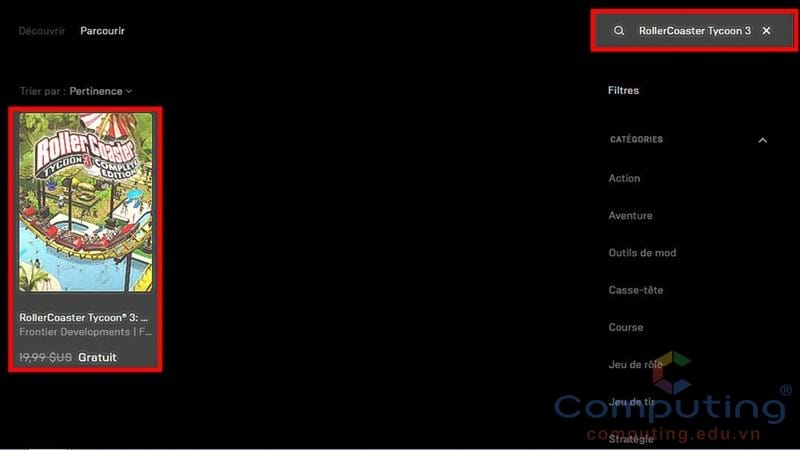 Découvrir Parcourir
RollerCoaster Tycoon 3 ✕
Trier par : Pertinence
Filtres
CATÉGORIES
Action
Aventure
Outils de mod
Casse-tête
Course
Jeu de rôle
Jeu de tir
Stratégie
RollerCoaster
TYCOON 3 COMPLETE
EDITION
RollerCoaster Tycoon® 3: ...
Frontier Developments | F...
19,99 $US Gratuit
Computing®
computing.edu.vn